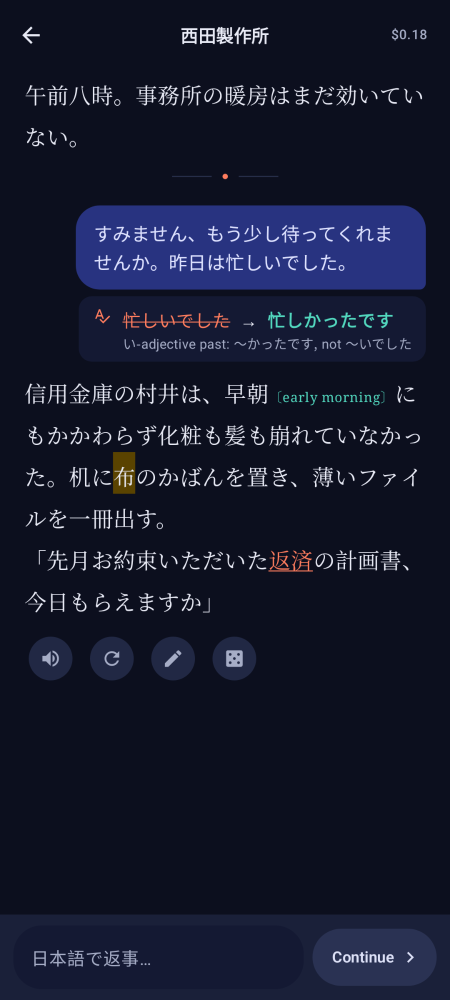 西田製作所
$0.18
午前八時。事務所の暖房はまだ効いてい
ない。
すみません、もう少し待ってくれま
せんか。昨日は忙しいでした。
忙しいでした → 忙しかったです
い-adjective past: 〜かったです, not 〜いでした
信用金庫の村井は、早朝〔early morning〕に
もかかわらず化粧も髪も崩れていなかっ
た。机に布のかばんを置き、薄いファイ
ルを一冊出す。
「先月お約束いただいた返済の計画書、
今日もらえますか」
日本語で返事…
Continue